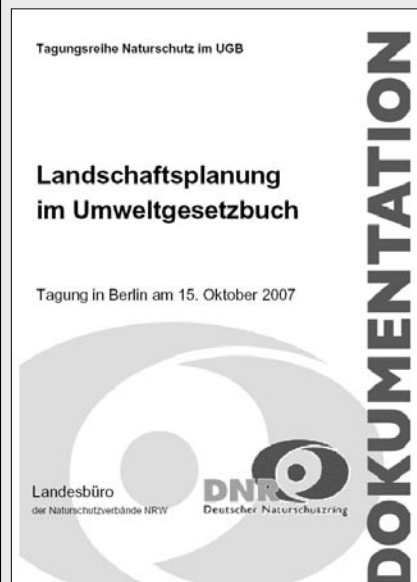 Tagungsreihe Naturschutz im UGB
Landschaftsplanung
im Umweltgesetzbuch
Tagung in Berlin am 15. Oktober 2007
Landesbüro
der Naturschutzverbände NRW
DNR
Deutscher Naturschutzring
DOKUMENTATION